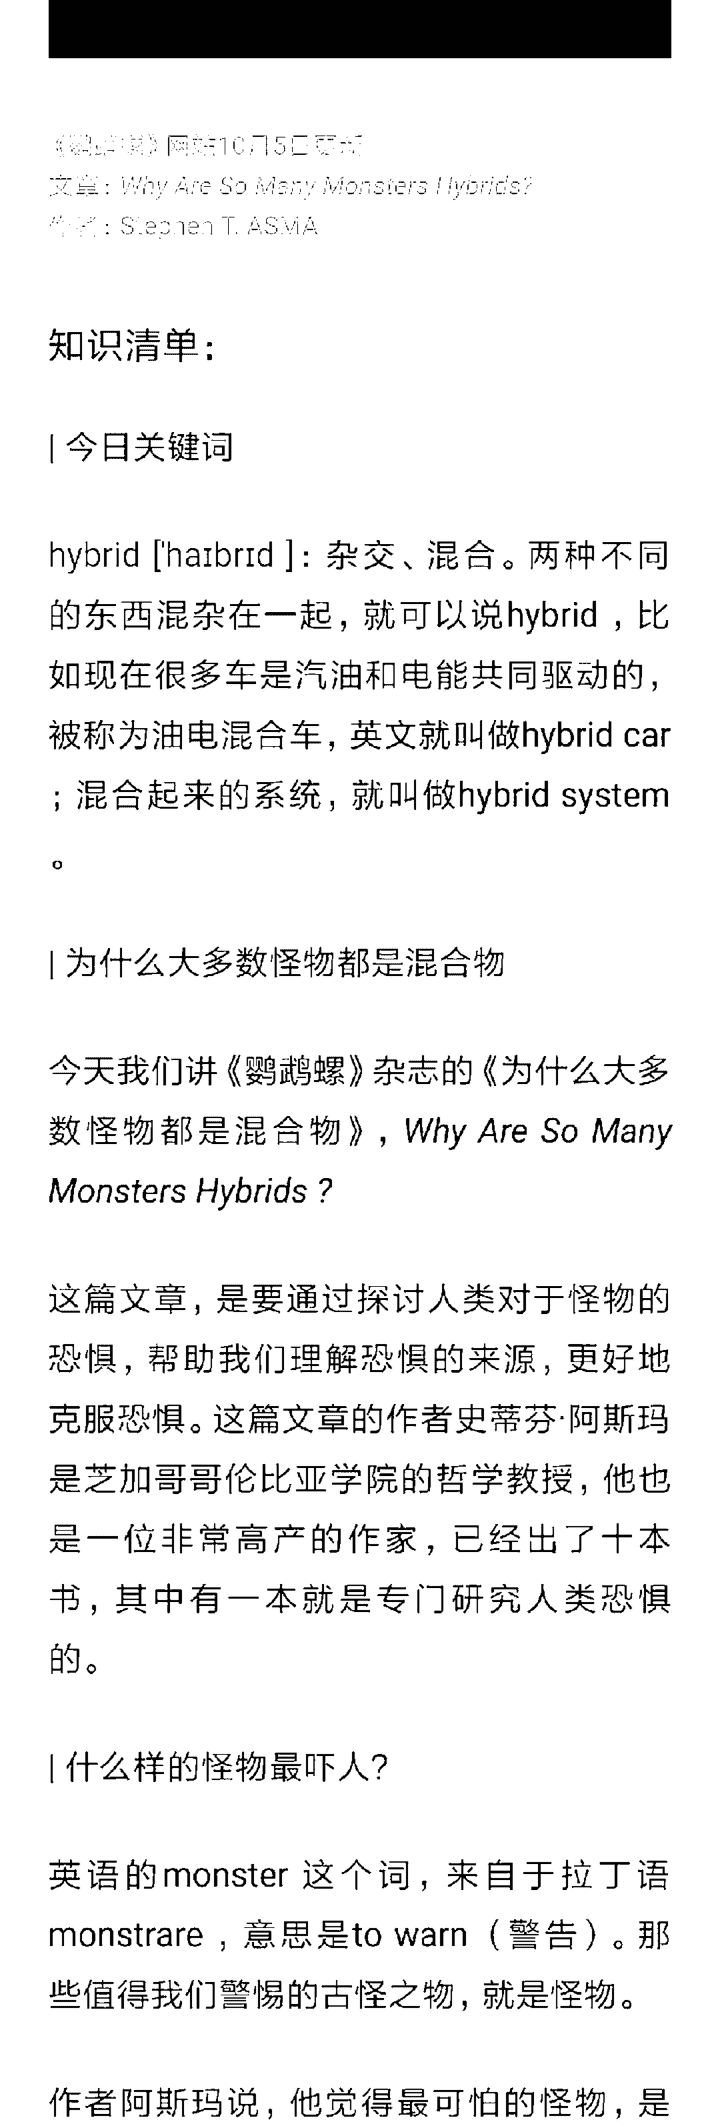 《鹦鹉螺》网站10月5日更新
文章：Why Are So Many Monsters Hybrids?
作者：Stephen T. ASMA
知识清单：
| 今日关键词
hybrid ['haɪbrɪd ]：杂交、混合。两种不同
的东西混杂在一起，就可以说hybrid ，比
如现在很多车是汽油和电能共同驱动的，
被称为油电混合车，英文就叫做hybrid car
；混合起来的系统，就叫做hybrid system
。
| 为什么大多数怪物都是混合物
今天我们讲《鹦鹉螺》杂志的《为什么大多
数怪物都是混合物》，Why Are So Many
Monsters Hybrids ?
这篇文章，是要通过探讨人类对于怪物的
恐惧，帮助我们理解恐惧的来源，更好地
克服恐惧。这篇文章的作者史蒂芬·阿斯玛
是芝加哥哥伦比亚学院的哲学教授，他也
是一位非常高产的作家，已经出了十本
书，其中有一本就是专门研究人类恐惧
的。
| 什么样的怪物最吓人？
英语的monster 这个词，来自于拉丁语
monstrare ，意思是to warn（警告）。那
些值得我们警惕的古怪之物，就是怪物。
作者阿斯玛说，他觉得最可怕的怪物，是